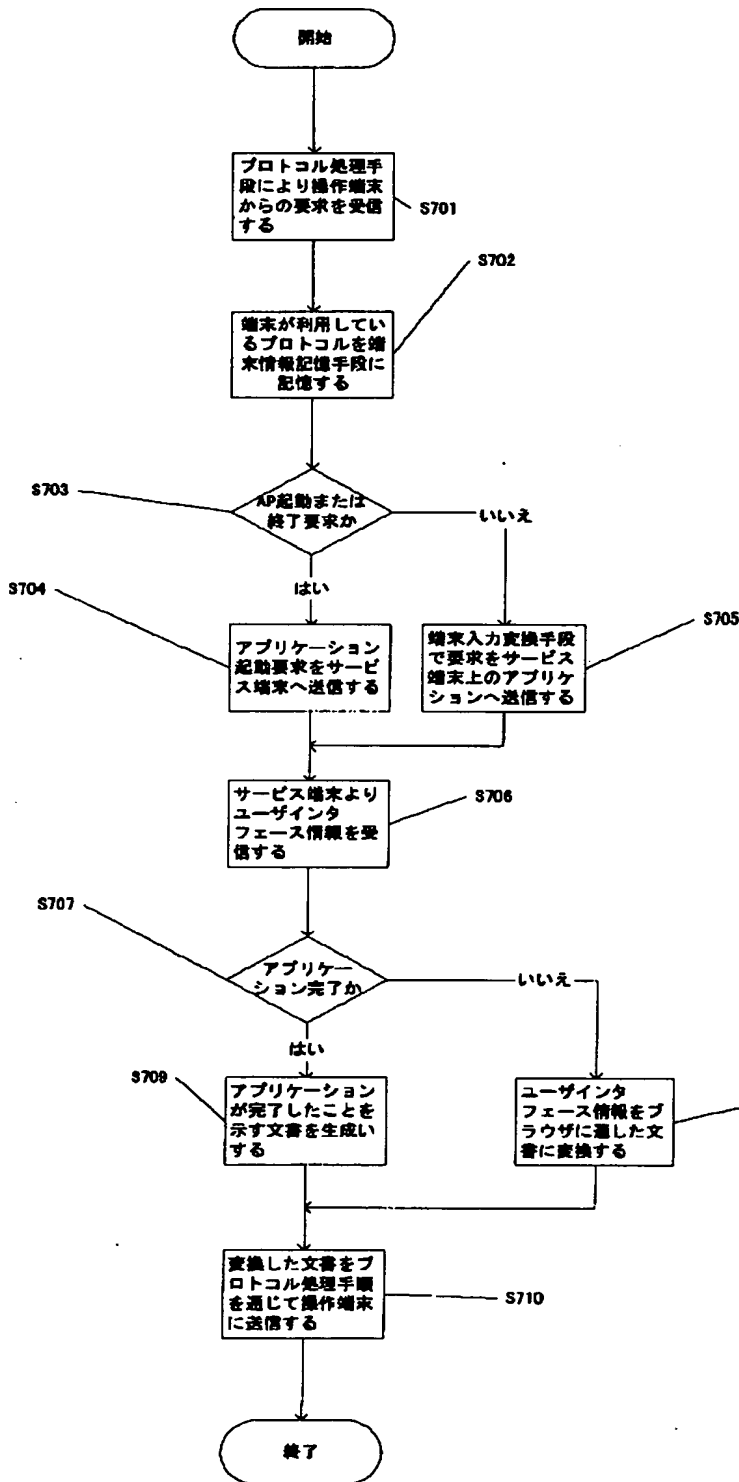 開始
プロトコル処理手
段により操作端末
からの要求を受信
する
S701
S702
端末が利用してい
るプロトコルを端
末情報記憶手段に
記憶する
S703
AP起動または
終了要求か
いいえ
はい
S704
アプリケーション
起動要求をサービ
ス端末へ送信する
S705
端末入力変換手段
で要求をサービス
端末上のアプリケ
ションへ送信する
サービス端末より
ユーザインタ
フェース情報を受
信する
S706
S707
アプリケー
ション完了か
いいえ
はい
S709
アプリケーション
が完了したことを
示す文書を生成い
する
ユーザインタ
フェース情報をブ
ラウザに適した文
書に変換する
変換した文書をプ
ロトコル処理手順
を通じて操作端末
に送信する
S710
終了